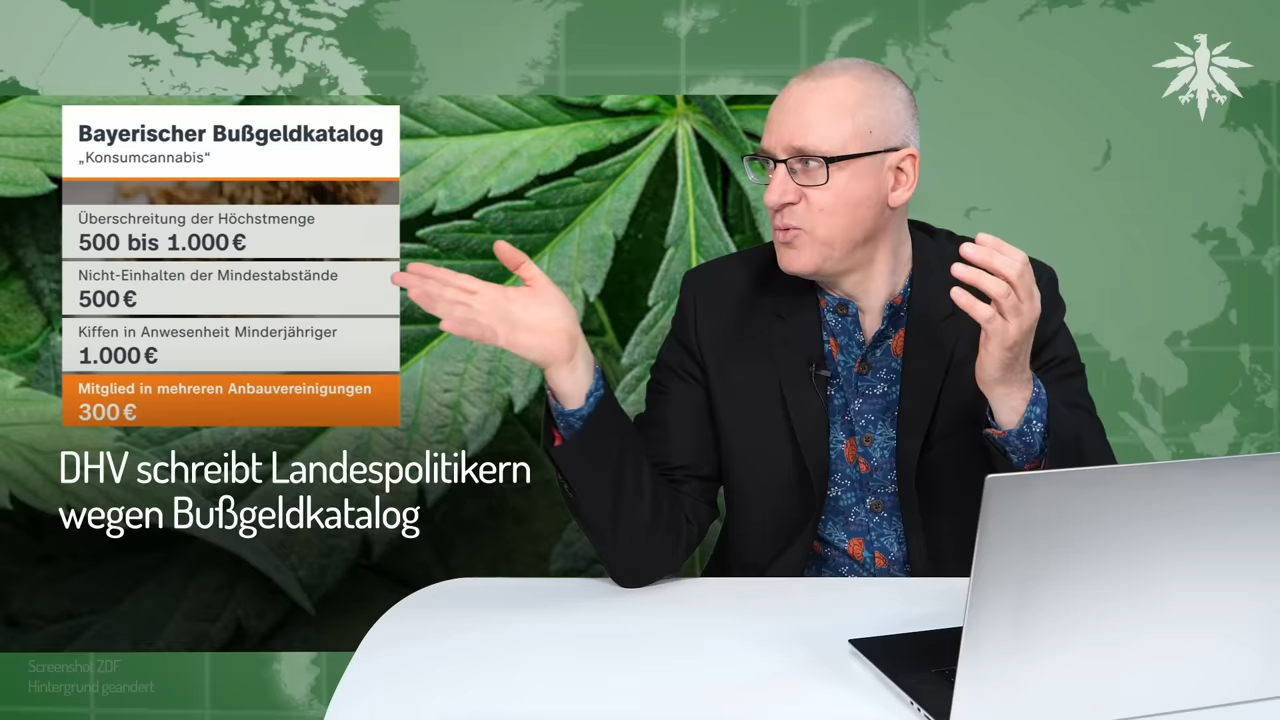 Bayerischer Bußgeldkatalog
„Konsumcannabis“
Überschreitung der Höchstmenge
500 bis 1.000 €
Nicht-Einhalten der Mindestabstände
500 €
Kiffen in Anwesenheit Minderjähriger
1.000 €
Mitglied in mehreren Anbauvereinigungen
300 €
DHV schreibt Landespolitikern
wegen Bußgeldkatalog
Screenshot ZDF
Hintergrund geändert